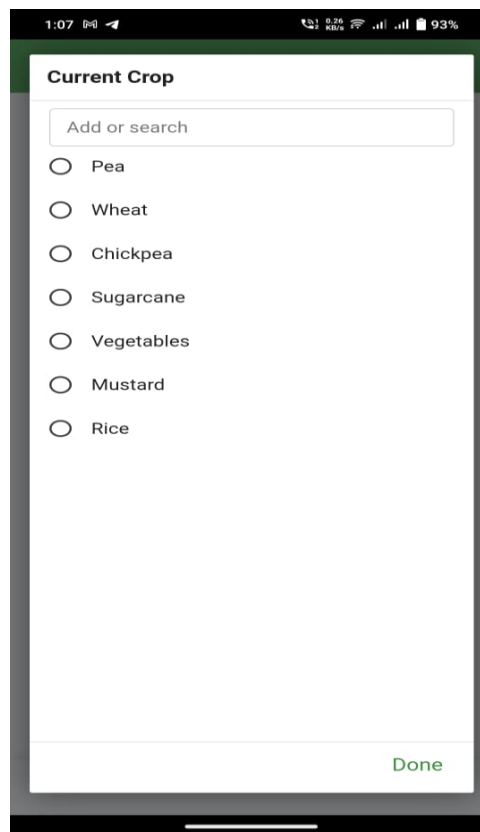 1:07 0.26 KB/s 93%
Current Crop
Add or search
Pea
Wheat
Chickpea
Sugarcane
Vegetables
Mustard
Rice
Done